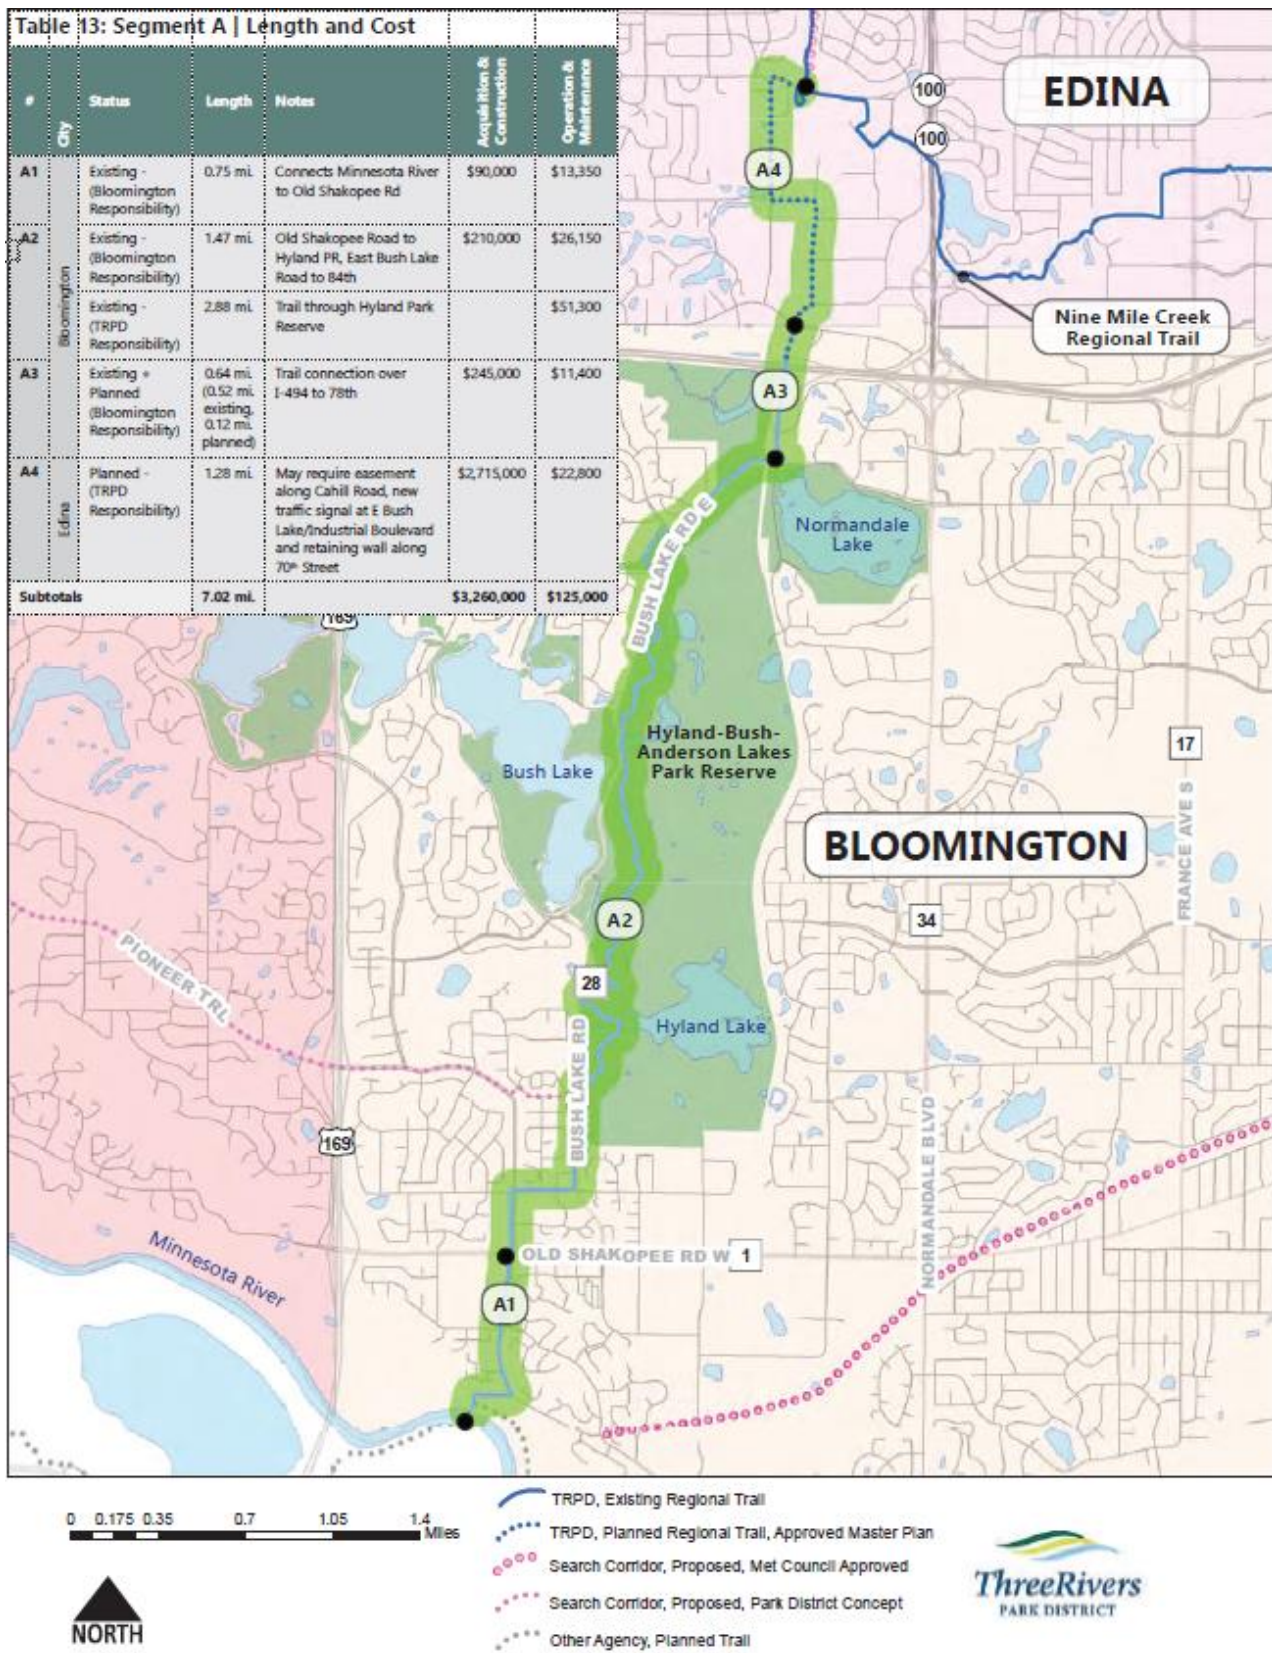 Table 13: Segment A | Length and Cost
# City Status Length Notes Acquisition & Construction Operation & Maintenance
A1 Existing - 0.75 mi. Connects Minnesota River $90,000 $13,350
(Bloomington to Old Shakopee Rd
Responsibility)
A2 Existing - 1.47 mi. Old Shakopee Road to $210,000 $26,150
(Bloomington Hyland PR, East Bush Lake
Responsibility) Road to 84th
Bloomington
Existing - 2.88 mi. Trail through Hyland Park $51,300
(TRPD Reserve
Responsibility)
A3 Existing + 0.64 mi. Trail connection over $245,000 $11,400
Planned (0.52 mi. I-494 to 78th
(Bloomington existing,
Responsibility) 0.12 mi.
planned)
A4 Planned - 1.28 mi. May require easement $2,715,000 $22,800
(TRPD along Cahill Road, new
Responsibility) traffic signal at E Bush
Edina
Lake/Industrial Boulevard
and retaining wall along
70th Street
Subtotals 7.02 mi. $3,260,000 $125,000
EDINA
100
100
A4
Nine Mile Creek
Regional Trail
A3
Normandale
Lake
BUSH LAKE RD E
169
Hyland-Bush-
Anderson Lakes
Park Reserve
Bush Lake
17
FRANCE AVE S
BLOOMINGTON
A2
34
PIONEER TRL
28
Hyland Lake
BUSH LAKE RD
169
NORMANDALE BLVD
Minnesota River
OLD SHAKOPEE RD W 1
A1
0 0.175 0.35 0.7 1.05 1.4
Miles
NORTH
TRPD, Existing Regional Trail
TRPD, Planned Regional Trail, Approved Master Plan
Search Corridor, Proposed, Met Council Approved
Search Corridor, Proposed, Park District Concept
Other Agency, Planned Trail
ThreeRivers
PARK DISTRICT